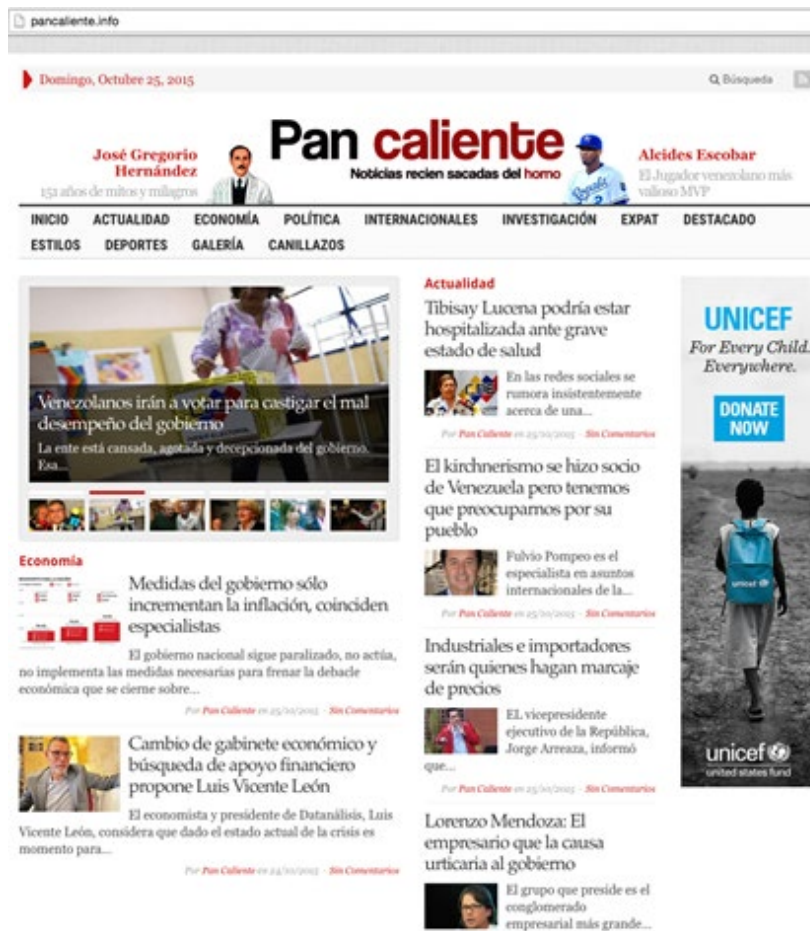 pancaliente.info
Domingo, Octubre 25, 2015
Búsqueda
José Gregorio
Hernández
151 años de mitos y milagros
Pan caliente
Noticias recien sacadas del horno
Royals
Alcides Escobar
El Jugador venezolano más
valioso MVP
INICIO ACTUALIDAD ECONOMÍA POLÍTICA INTERNACIONALES INVESTIGACIÓN EXPAT DESTACADO
ESTILOS DEPORTES GALERÍA CANILLAZOS
Venezolanos irán a votar para castigar el mal
desempeño del gobierno
La ente está cansada, agotada y decepcionada del gobierno.
Esa...
Economía
Medidas del gobierno sólo
incrementan la inflación, coinciden
especialistas
El gobierno nacional sigue paralizado, no actúa,
no implementa las medidas necesarias para frenar la debacle
económica que se cierne sobre...
Por Pan Caliente en 25/10/2015 - Sin Comentarios
Cambio de gabinete económico y
búsqueda de apoyo financiero
propone Luis Vicente León
El economista y presidente de Datanálisis, Luis
Vicente León, considera que dado el estado actual de la crisis es
momento para...
Por Pan Caliente en 24/10/2015 - Sin Comentarios
Actualidad
Tibisay Lucena podría estar
hospitalizada ante grave
estado de salud
En las redes sociales se
rumora insistentemente
acerca de una...
Por Pan Caliente en 25/10/2015 - Sin Comentarios
El kirchnerismo se hizo socio
de Venezuela pero tenemos
que preocuparnos por su
pueblo
Fulvio Pompeo es el
especialista en asuntos
internacionales de la...
Por Pan Caliente en 25/10/2015 - Sin Comentarios
Industriales e importadores
serán quienes hagan marcaje
de precios
EL vicepresidente
ejecutivo de la República,
Jorge Arreaza, informó
que...
Por Pan Caliente en 25/10/2015 - Sin Comentarios
Lorenzo Mendoza: El
empresario que la causa
urticaria al gobierno
El grupo que preside es el
conglomerado
empresarial más grande...
UNICEF
For Every Child.
Everywhere.
DONATE
NOW
unicef
unicef
united states fund